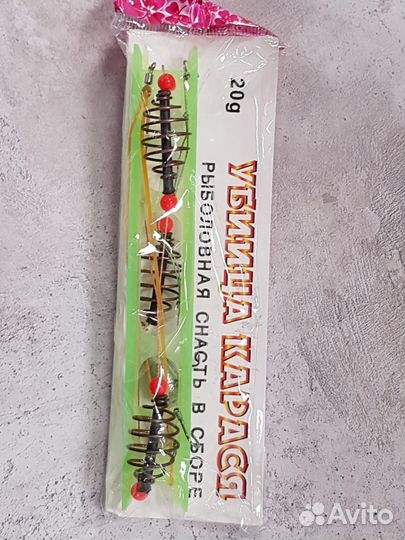 20g
УБИЙЦА КАРАСЯ
РЫБОЛОВНАЯ СНАСТЬ В СБОРЕ
Avito